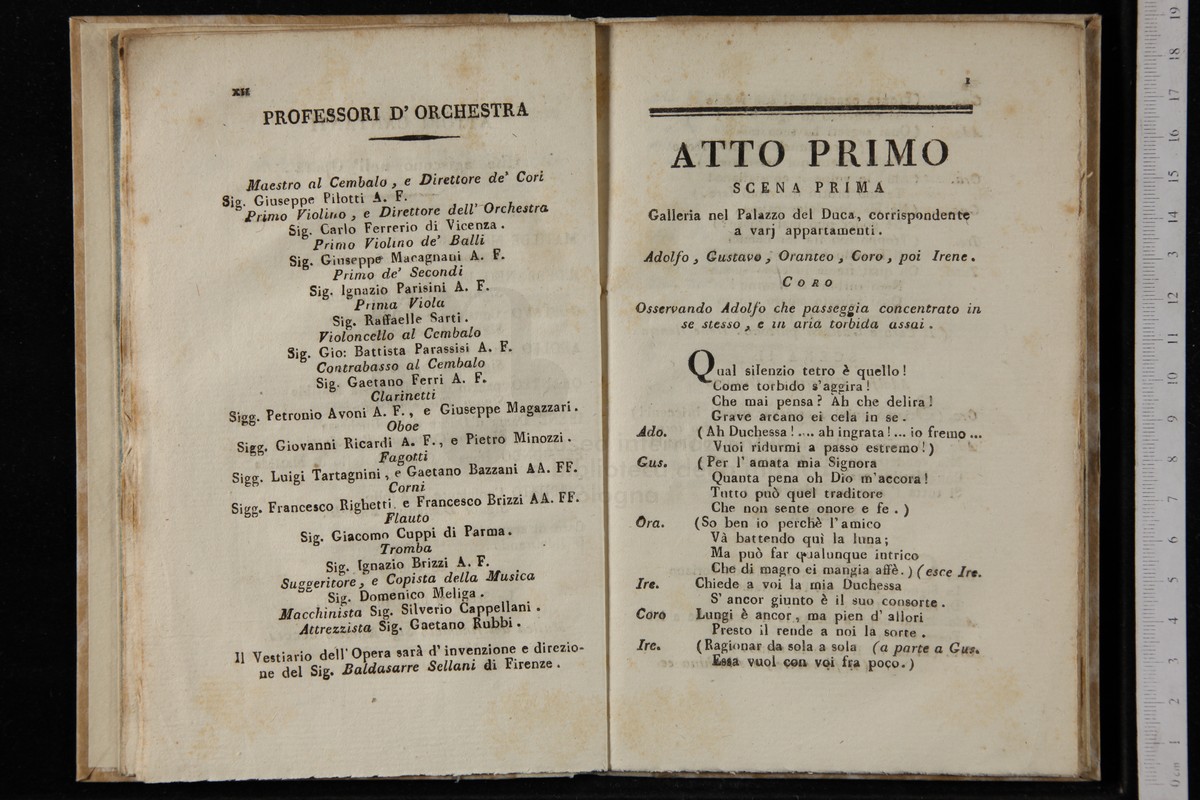 XII
PROFESSORI D' ORCHESTRA
Maestro al Cembalo, e Direttore de' Cori
Sig. Giuseppe Pilotti A. F.
Primo Violino, e Direttore dell' Orchestra
Sig. Carlo Ferrerio di Vicenza.
Primo Violino de' Balli
Sig. Giuseppe Macagnani A. F.
Primo de' Secondi
Sig. Ignazio Parisini A. F.
Prima Viola
Sig. Raffaelle Sarti.
Violoncello al Cembalo
Sig. Gio: Battista Parassisi A. F.
Contrabasso al Cembalo
Sig. Gaetano Ferri A. F.
Clarinetti
Sigg. Petronio Avoni A. F., e Giuseppe Magazzari.
Oboe
Sigg. Giovanni Ricardi A. F., e Pietro Minozzi.
Fagotti
Sigg. Luigi Tartagnini, e Gaetano Bazzani AA. FF.
Corni
Sigg. Francesco Righetti, e Francesco Brizzi AA. FF.
Flauto
Sig. Giacomo Cuppi di Parma.
Tromba
Sig. Ignazio Brizzi A. F.
Suggeritore, e Copista della Musica
Sig. Domenico Meliga.
Macchinista Sig. Silverio Cappellani.
Attrezzista Sig. Gaetano Rubbi.
Il Vestiario dell' Opera sarà d' invenzione e direzio-
ne del Sig. Baldasarre Sellani di Firenze.
1
ATTO PRIMO
SCENA PRIMA
Galleria nel Palazzo del Duca, corrispondente
a varj appartamenti.
Adolfo, Gustavo, Oranteo, Coro, poi Irene.
CORO
Osservando Adolfo che passeggia concentrato in
se stesso, e in aria torbida assai.
Qual silenzio tetro è quello!
Come torbido s'aggira!
Che mai pensa? Ah che delira!
Grave arcano ei cela in se.
Ado. (Ah Duchessa!.... ah ingrata!... io fremo...
Vuoi ridurmi a passo estremo!)
Gus. (Per l' amata mia Signora
Quanta pena oh Dio m'accora!
Tutto può quel traditore
Che non sente onore e fe.)
Ora. (So ben io perchè l'amico
Và battendo quì la luna;
Ma può far qualunque intrico
Che di magro ei mangia affè.) (esce Ire.
Ire. Chiede a voi la mia Duchessa
S' ancor giunto è il suo consorte.
Coro Lungi è ancor, ma pien d' allori
Presto il rende a noi la sorte.
Ire. (Ragionar da sola a sola (a parte a Gus.
Essa vuol con voi fra poco.)